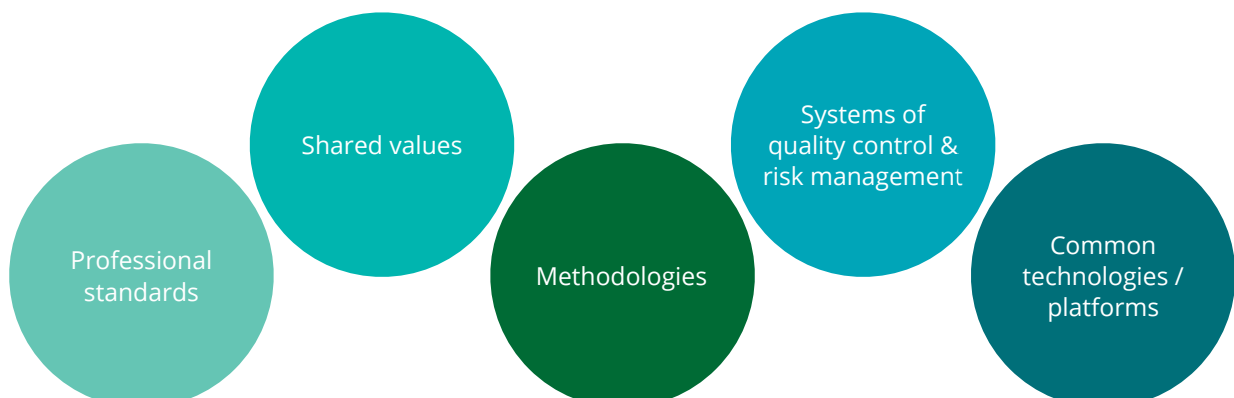 Professional
standards
Shared values
Methodologies
Systems of
quality control &
risk management
Common
technologies /
platforms